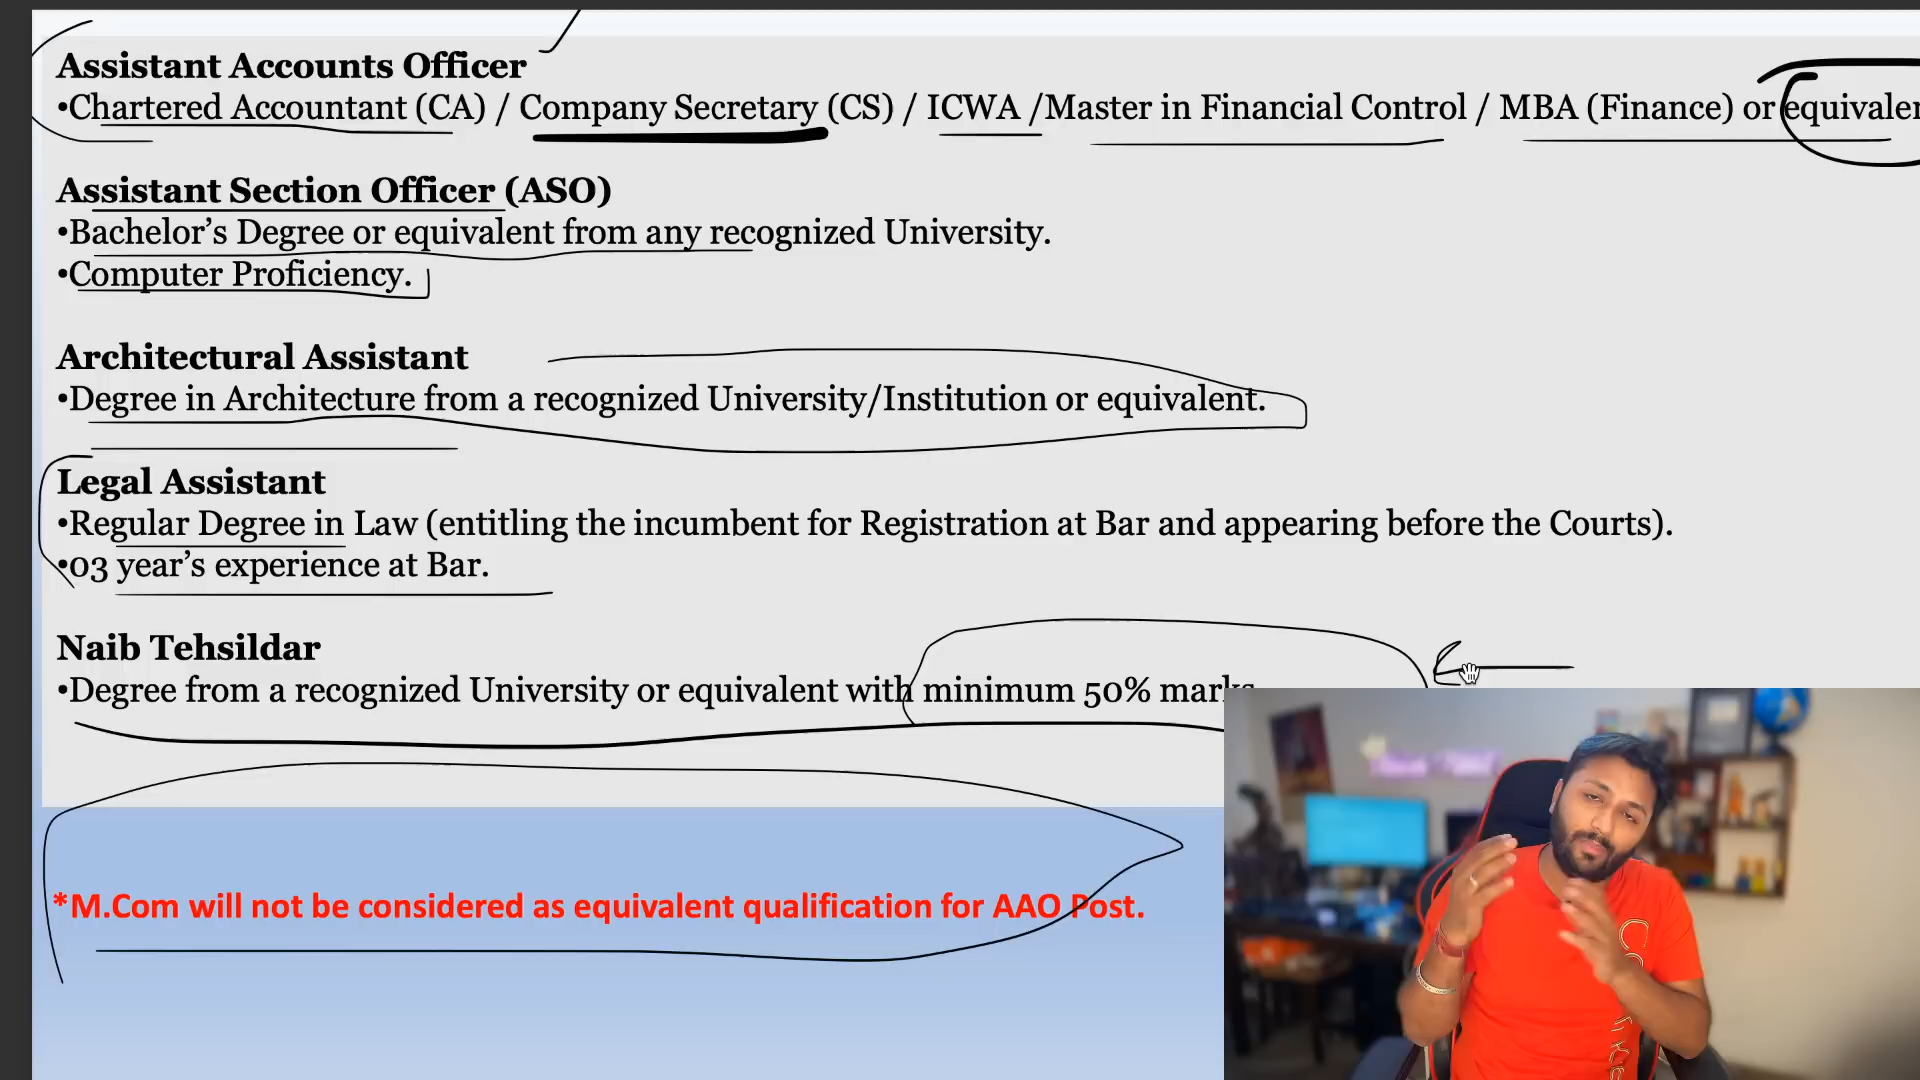 Assistant Accounts Officer
•Chartered Accountant (CA) / Company Secretary (CS) / ICWA /Master in Financial Control / MBA (Finance) or
Assistant Section Officer (ASO)
•Bachelor’s Degree or equivalent from any recognized University.
•Computer Proficiency.
Architectural Assistant
•Degree in Architecture from a recognized University/Institution or equivalent.
Legal Assistant
•Regular Degree in Law (entitling the incumbent for Registration at Bar and appearing before the Courts).
•03 year’s experience at Bar.
Naib Tehsildar
•Degree from a recognized University or equivalent with minimum 50% marks
*M.Com will not be considered as equivalent qualification for AAO Post.